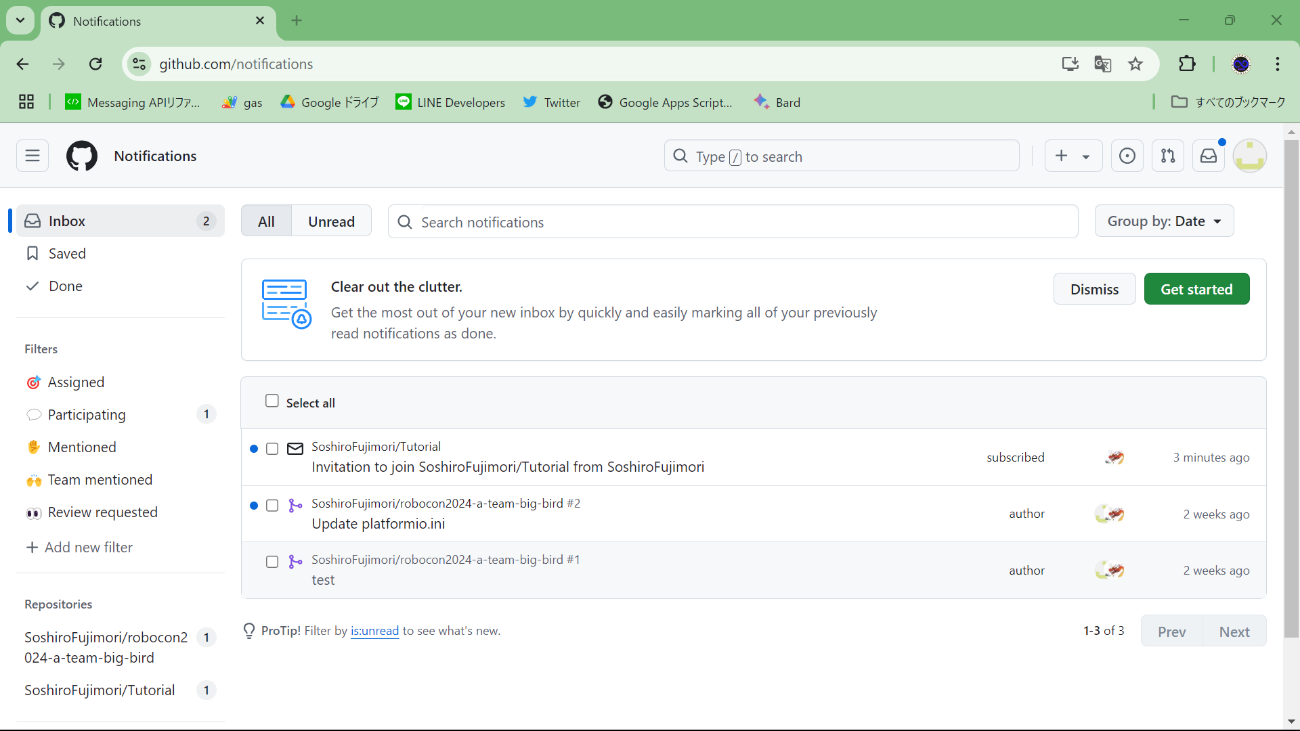 Notifications
github.com/notifications
Messaging APIリファ...
gas
Google ドライブ
LINE Developers
Twitter
Google Apps Script...
Bard
すべてのブックマーク
Notifications
Type / to search
Inbox 2
Saved
Done
Filters
Assigned
Participating 1
Mentioned
Team mentioned
Review requested
Add new filter
Repositories
SoshiroFujimori/robocon2
024-a-team-big-bird
1
SoshiroFujimori/Tutorial 1
All
Unread
Search notifications
Group by: Date
Clear out the clutter.
Get the most out of your new inbox by quickly and easily marking all of your previously
read notifications as done.
Dismiss
Get started
Select all
SoshiroFujimori/Tutorial
Invitation to join SoshiroFujimori/Tutorial from SoshiroFujimori
subscribed
3 minutes ago
SoshiroFujimori/robocon2024-a-team-big-bird #2
Update platformio.ini
author
2 weeks ago
SoshiroFujimori/robocon2024-a-team-big-bird #1
test
author
2 weeks ago
ProTip! Filter by is:unread to see what's new.
1-3 of 3
Prev
Next